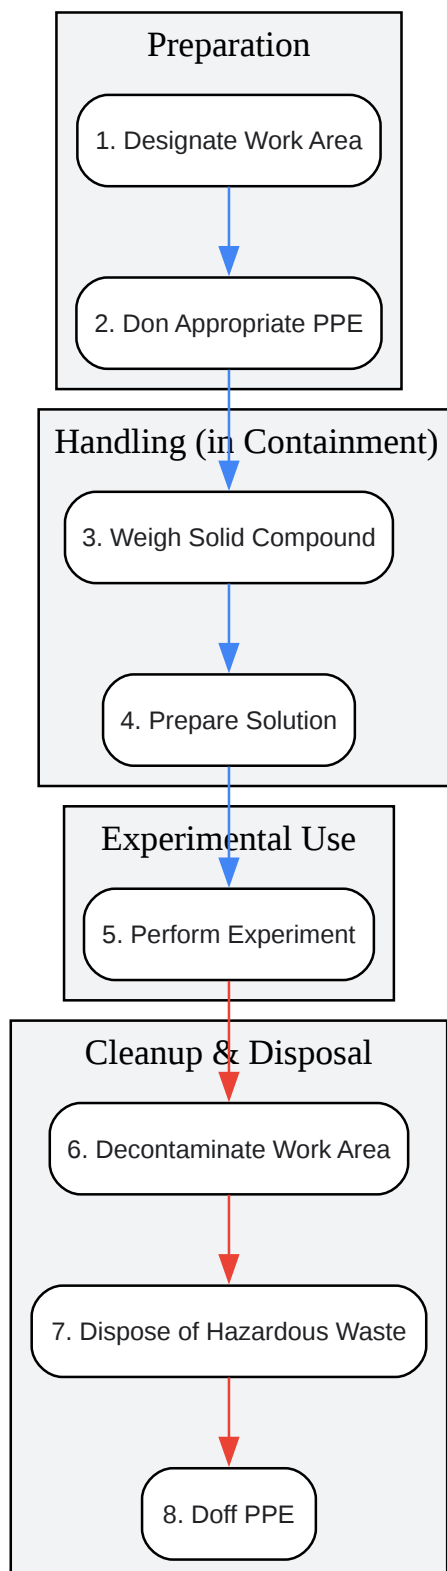 Preparation
1. Designate Work Area
2. Don Appropriate PPE
Handling (in Containment)
3. Weigh Solid Compound
4. Prepare Solution
Experimental Use
5. Perform Experiment
Cleanup & Disposal
6. Decontaminate Work Area
7. Dispose of Hazardous Waste
8. Doff PPE